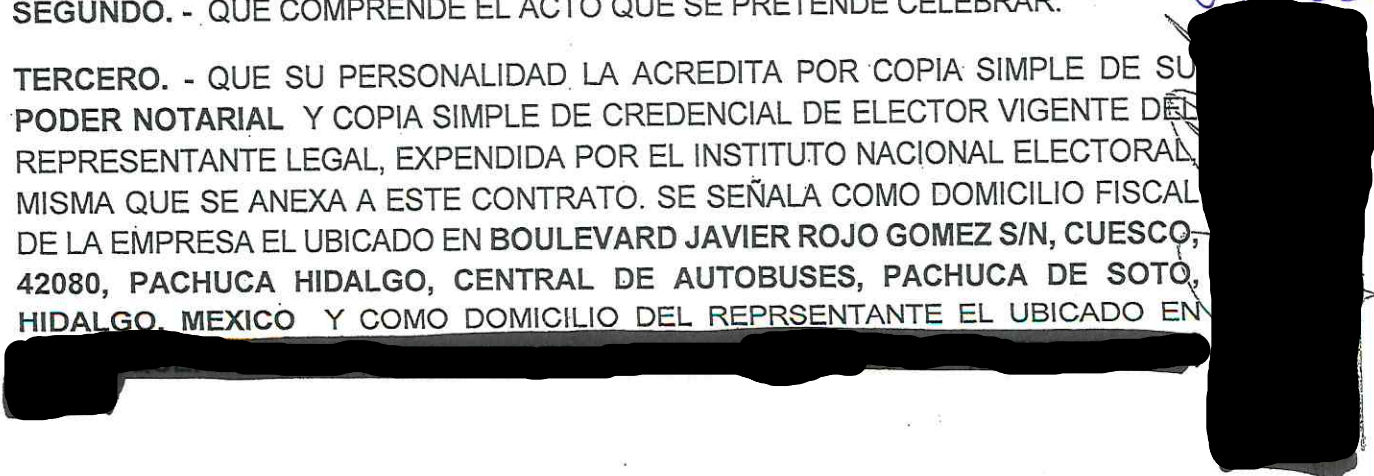 SEGUNDO. - QUE COMPRENDE EL ACTO QUE SE PRETENDE CELEBRAR.
TERCERO. - QUE SU PERSONALIDAD LA ACREDITA POR COPIA SIMPLE DE SU
PODER NOTARIAL Y COPIA SIMPLE DE CREDENCIAL DE ELECTOR VIGENTE DEL
REPRESENTANTE LEGAL, EXPENDIDA POR EL INSTITUTO NACIONAL ELECTORAL,
MISMA QUE SE ANEXA A ESTE CONTRATO. SE SEÑALA COMO DOMICILIO FISCAL
DE LA EMPRESA EL UBICADO EN BOULEVARD JAVIER ROJO GOMEZ S/N, CUESCO,
42080, PACHUCA HIDALGO, CENTRAL DE AUTOBUSES, PACHUCA DE SOTO,
HIDALGO, MEXICO Y COMO DOMICILIO DEL REPRSENTANTE EL UBICADO EN